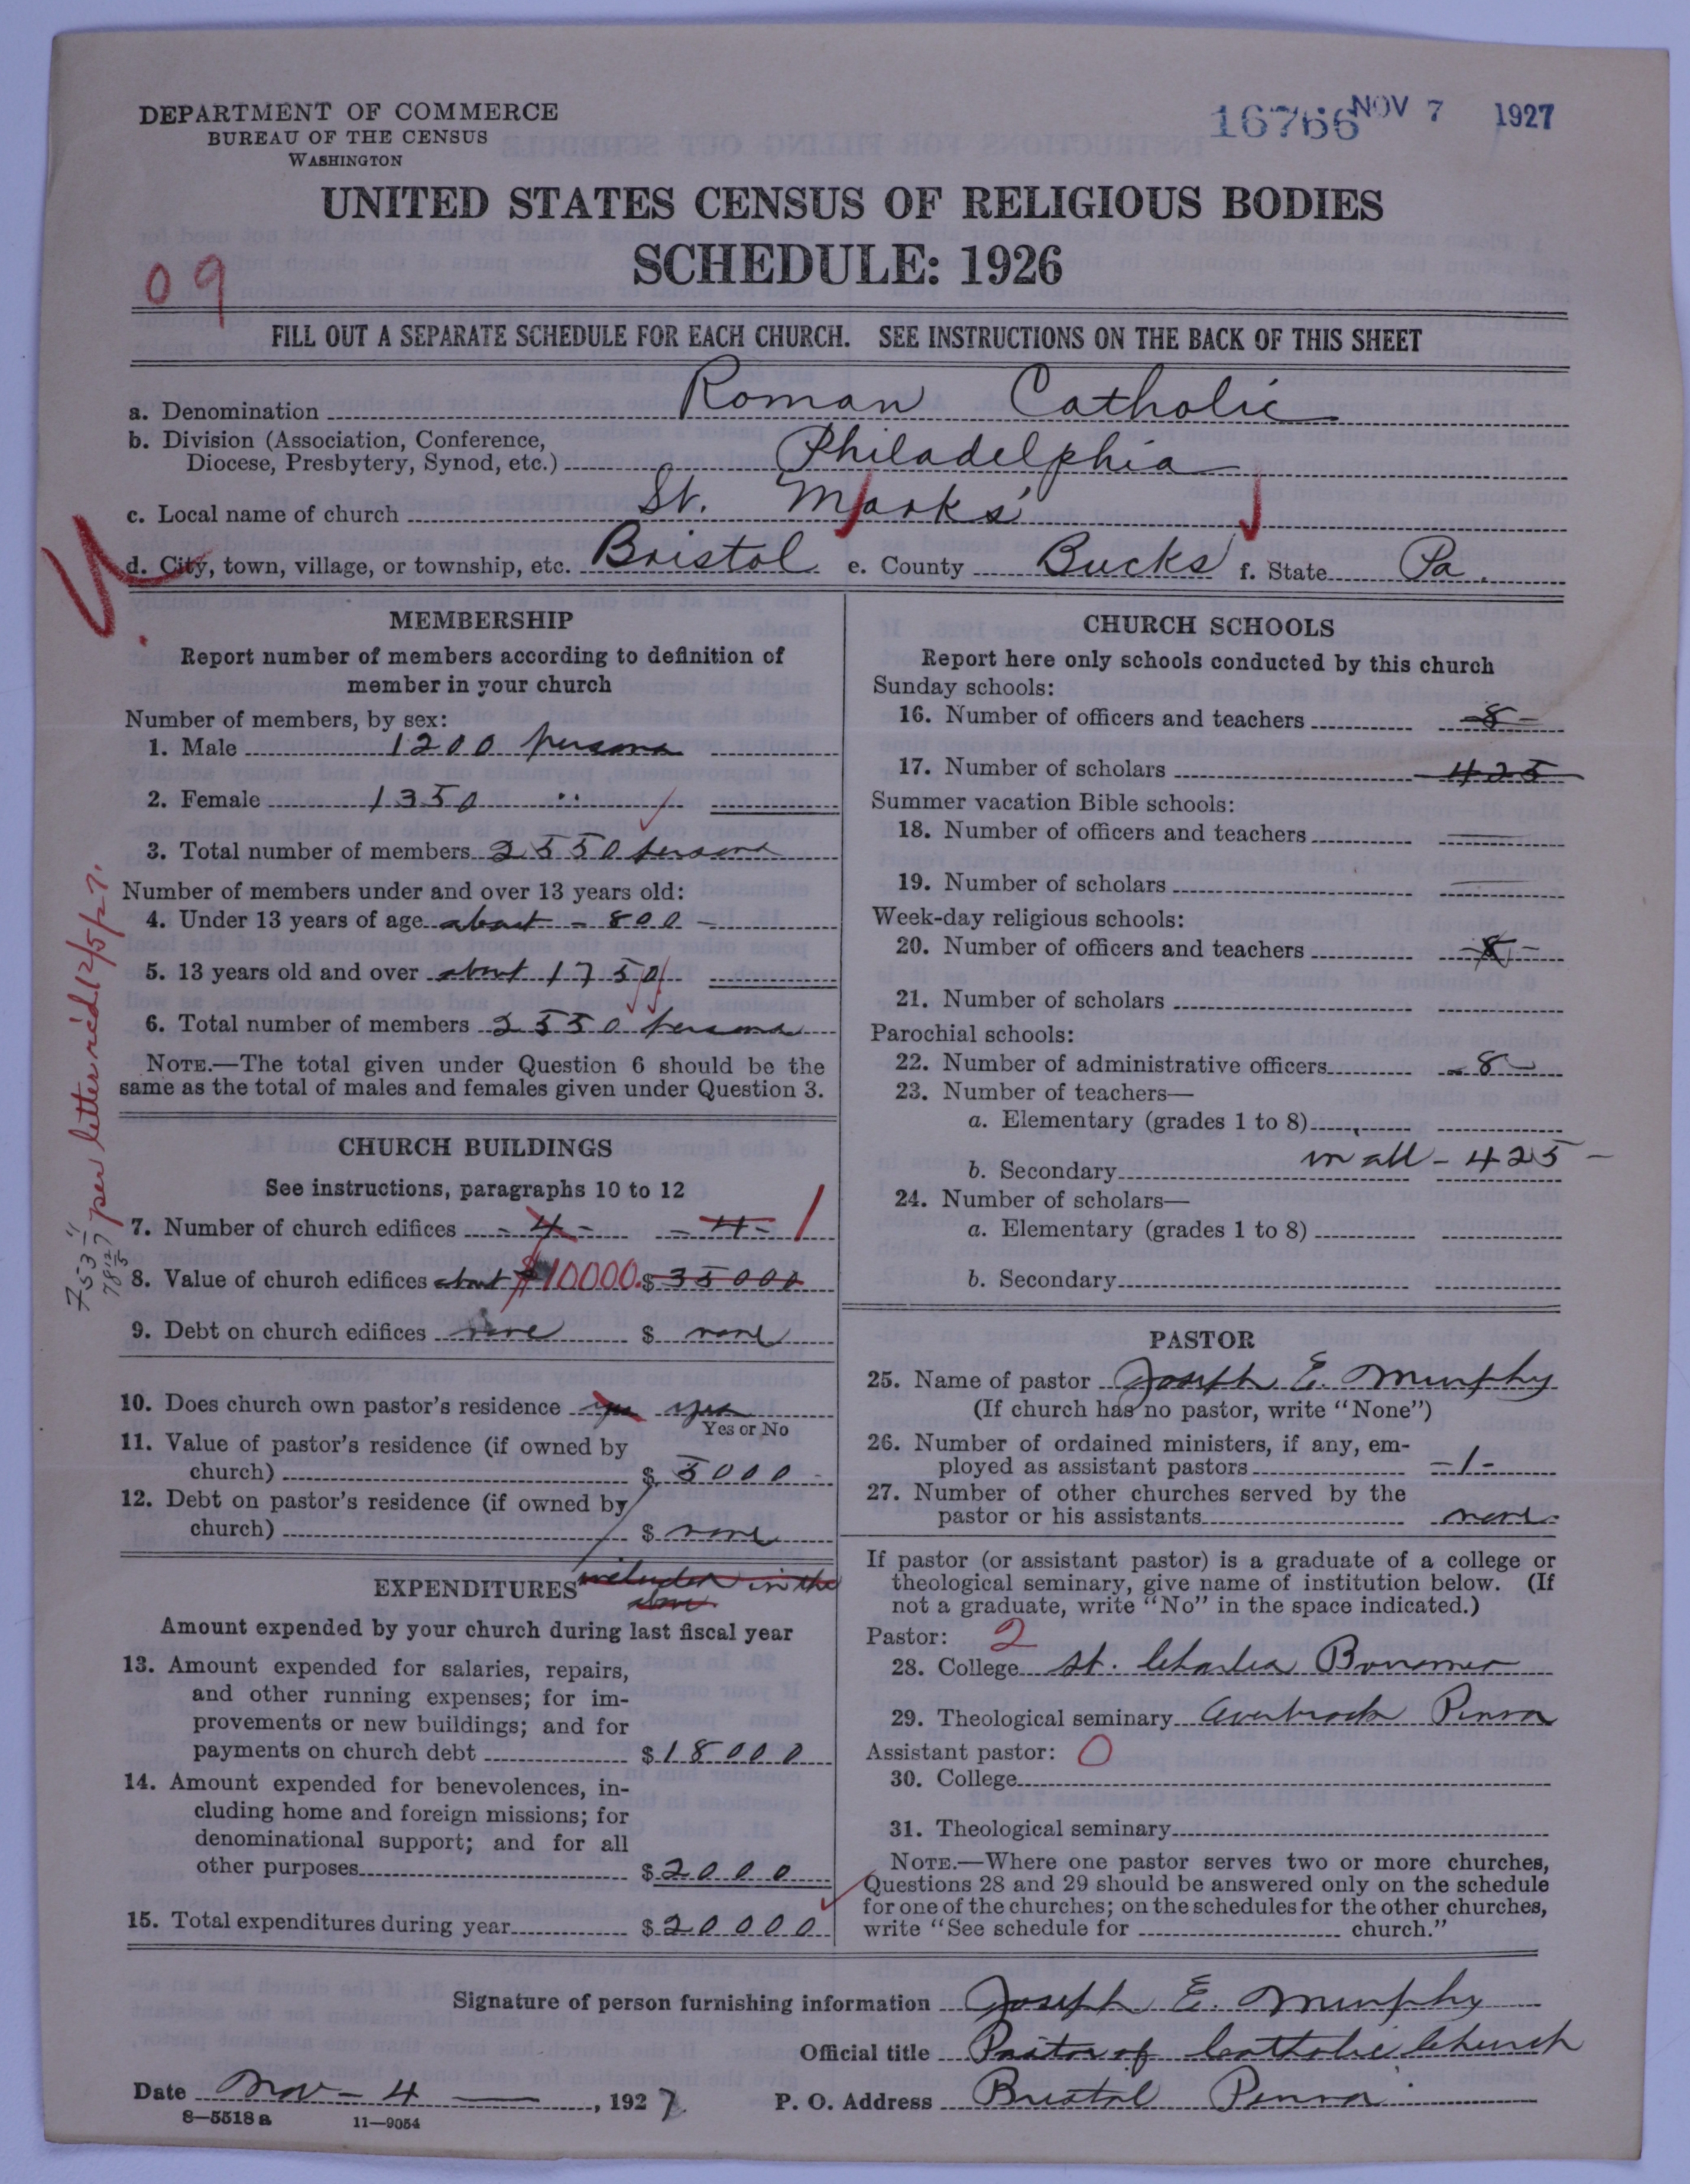 DEPARTMENT OF COMMERCE
BUREAU OF THE CENSUS
WASHINGTON
16766 NOV 7 1927
UNITED STATES CENSUS OF RELIGIOUS BODIES
SCHEDULE: 1926
09
FILL OUT A SEPARATE SCHEDULE FOR EACH CHURCH. SEE INSTRUCTIONS ON THE BACK OF THIS SHEET
a. Denomination Roman Catholic
b. Division (Association, Conference,
Diocese, Presbytery, Synod, etc.) Philadelphia
c. Local name of church St. Marks'
d. City, town, village, or township, etc. Bristol e. County Bucks f. State Pa.
MEMBERSHIP
Report number of members according to definition of
member in your church
Number of members, by sex:
1. Male 1200 persons
2. Female 1350 "
3. Total number of members 2550 persons
Number of members under and over 13 years old:
4. Under 13 years of age about - 800 -
5. 13 years old and over about 1750
6. Total number of members 2550 persons
NOTE.—The total given under Question 6 should be the
same as the total of males and females given under Question 3.
CHURCH BUILDINGS
See instructions, paragraphs 10 to 12
7. Number of church edifices - 4 - - 4 - 1
8. Value of church edifices about $10000. $ 35000
9. Debt on church edifices none $ none
10. Does church own pastor's residence yes yes
Yes or No
11. Value of pastor's residence (if owned by
church) $ 5000 -
12. Debt on pastor's residence (if owned by
church) $ none
EXPENDITURES included in the
above
Amount expended by your church during last fiscal year
13. Amount expended for salaries, repairs,
and other running expenses; for im-
provements or new buildings; and for
payments on church debt $ 18000
14. Amount expended for benevolences, in-
cluding home and foreign missions; for
denominational support; and for all
other purposes $ 2000
15. Total expenditures during year $ 20000
per letter rec'd 12/5/27.
CHURCH SCHOOLS
Report here only schools conducted by this church
Sunday schools:
16. Number of officers and teachers -8-
17. Number of scholars 425
Summer vacation Bible schools:
18. Number of officers and teachers
19. Number of scholars
Week-day religious schools:
20. Number of officers and teachers -8-
21. Number of scholars
Parochial schools:
22. Number of administrative officers - 8 -
23. Number of teachers—
a. Elementary (grades 1 to 8)
b. Secondary in all - 425 -
24. Number of scholars—
a. Elementary (grades 1 to 8)
b. Secondary
PASTOR
25. Name of pastor Joseph E. Murphy
(If church has no pastor, write "None")
26. Number of ordained ministers, if any, em-
ployed as assistant pastors -1-
27. Number of other churches served by the
pastor or his assistants none
If pastor (or assistant pastor) is a graduate of a college or
theological seminary, give name of institution below. (If
not a graduate, write "No" in the space indicated.)
Pastor: 2
28. College St. Charles Borromeo
29. Theological seminary Overbrook Penna
Assistant pastor: 0
30. College
31. Theological seminary
NOTE.—Where one pastor serves two or more churches,
Questions 28 and 29 should be answered only on the schedule
for one of the churches; on the schedules for the other churches,
write "See schedule for church."
Signature of person furnishing information Joseph E. Murphy
Official title Pastor of Catholic Church
Date Nov - 4, 1927 P. O. Address Bristol Penna
8—5518 a 11—9054